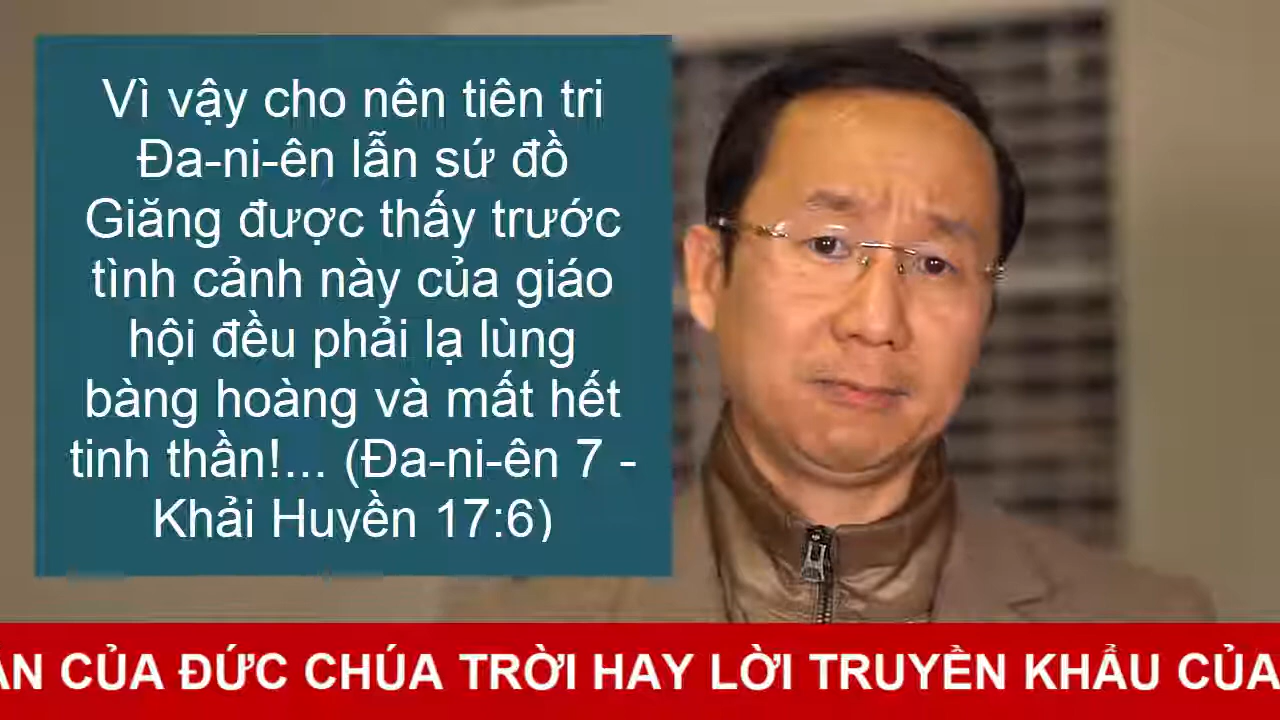 Vì vậy cho nên tiên tri
Đa-ni-ên lẫn sứ đồ
Giăng được thấy trước
tình cảnh này của giáo
hội đều phải lạ lùng
bàng hoàng và mất hết
tinh thần!... (Đa-ni-ên 7 -
Khải Huyền 17:6)
CỦA ĐỨC CHÚA TRỜI HAY LỜI TRUYỀN KHẨU CỦA